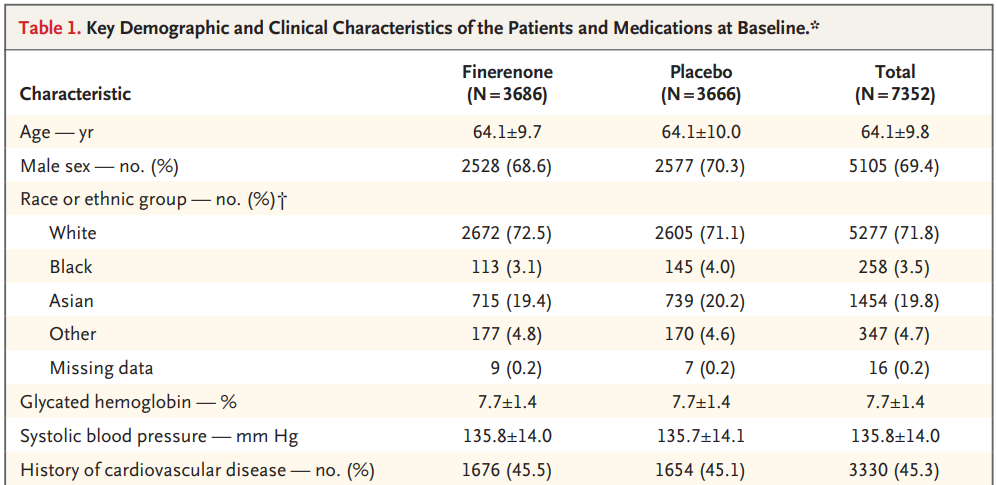 Table 1. Key Demographic and Clinical Characteristics of the Patients and Medications at Baseline.*
Characteristic Finerenone (N=3686) Placebo (N=3666) Total (N=7352)
Age — yr 64.1±9.7 64.1±10.0 64.1±9.8
Male sex — no. (%) 2528 (68.6) 2577 (70.3) 5105 (69.4)
Race or ethnic group — no. (%)†
White 2672 (72.5) 2605 (71.1) 5277 (71.8)
Black 113 (3.1) 145 (4.0) 258 (3.5)
Asian 715 (19.4) 739 (20.2) 1454 (19.8)
Other 177 (4.8) 170 (4.6) 347 (4.7)
Missing data 9 (0.2) 7 (0.2) 16 (0.2)
Glycated hemoglobin — % 7.7±1.4 7.7±1.4 7.7±1.4
Systolic blood pressure — mm Hg 135.8±14.0 135.7±14.1 135.8±14.0
History of cardiovascular disease — no. (%) 1676 (45.5) 1654 (45.1) 3330 (45.3)